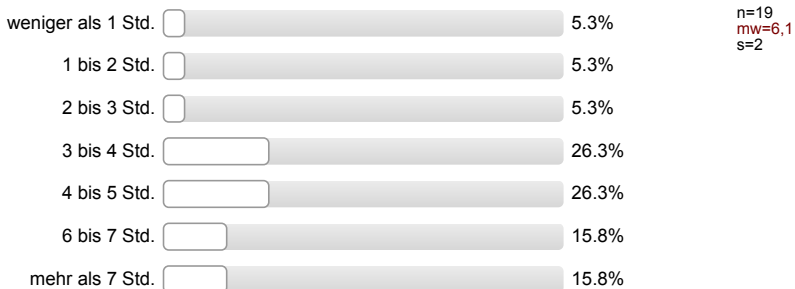 weniger als 1 Std. 5.3%
1 bis 2 Std. 5.3%
2 bis 3 Std. 5.3%
3 bis 4 Std. 26.3%
4 bis 5 Std. 26.3%
6 bis 7 Std. 15.8%
mehr als 7 Std. 15.8%
n=19
mw=6,1
s=2